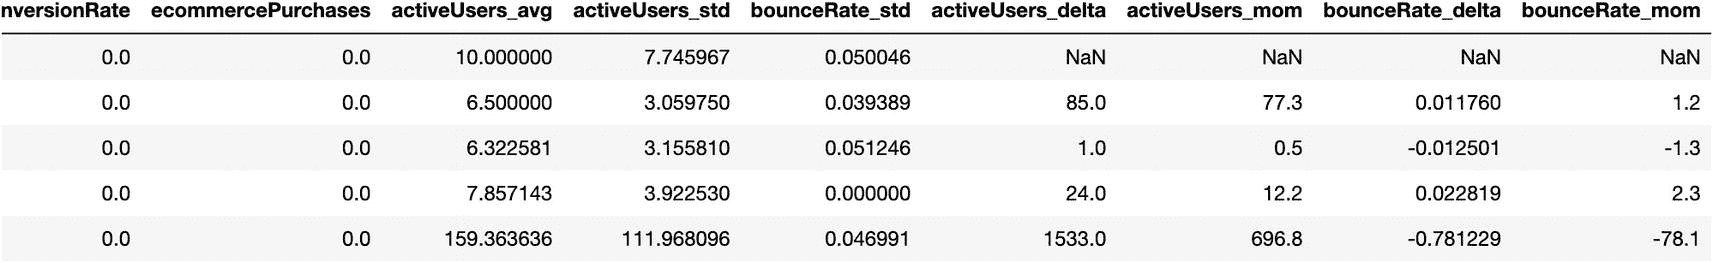 nversionRate ecommercePurchases activeUsers_avg activeUsers_std bounceRate_std activeUsers_delta activeUsers_mom bounceRate_delta bounceRate_mom
0.0 0.0 10.000000 7.745967 0.050046 NaN NaN NaN NaN
0.0 0.0 6.500000 3.059750 0.039389 85.0 77.3 0.011760 1.2
0.0 0.0 6.322581 3.155810 0.051246 1.0 0.5 -0.012501 -1.3
0.0 0.0 7.857143 3.922530 0.000000 24.0 12.2 0.022819 2.3
0.0 0.0 159.363636 111.968096 0.046991 1533.0 696.8 -0.781229 -78.1